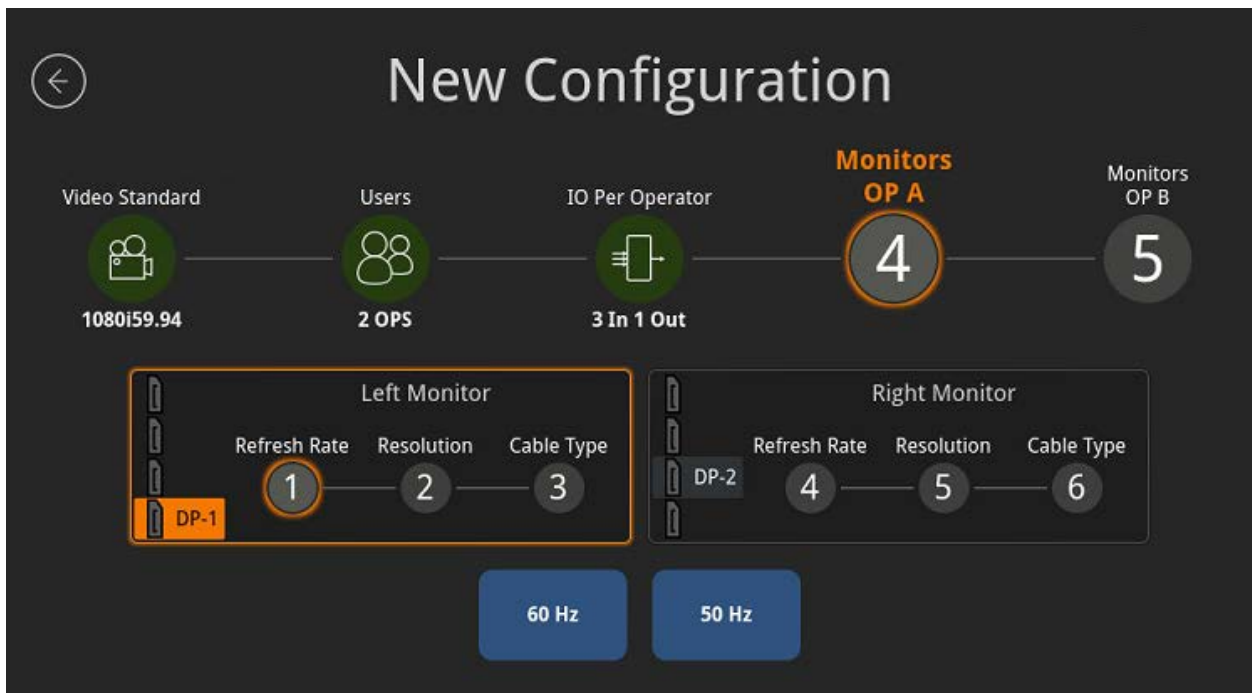 New Configuration
Video Standard
Users
IO Per Operator
Monitors
OP A
Monitors
OP B
4
5
1080i59.94
2 OPS
3 In 1 Out
Left Monitor
Refresh Rate
Resolution
Cable Type
1
2
3
DP-1
Right Monitor
Refresh Rate
Resolution
Cable Type
DP-2
4
5
6
60 Hz
50 Hz